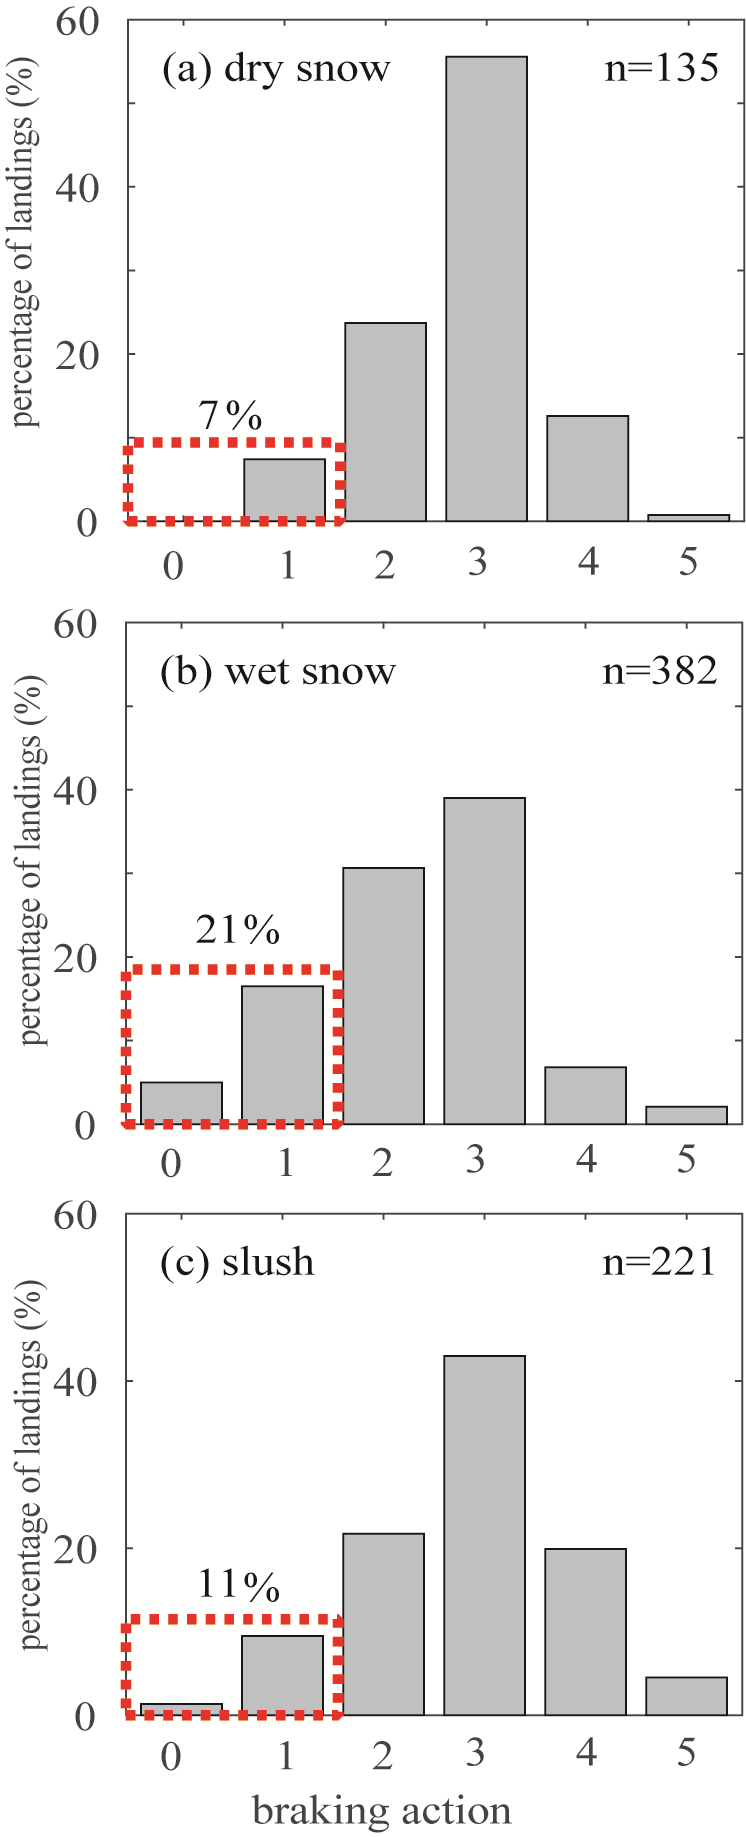 (a) dry snow n=135
percentage of landings (%)
60
40
20
0
7%
0 1 2 3 4 5
(b) wet snow n=382
percentage of landings (%)
60
40
20
0
21%
0 1 2 3 4 5
(c) slush n=221
percentage of landings (%)
60
40
20
0
11%
0 1 2 3 4 5
braking action